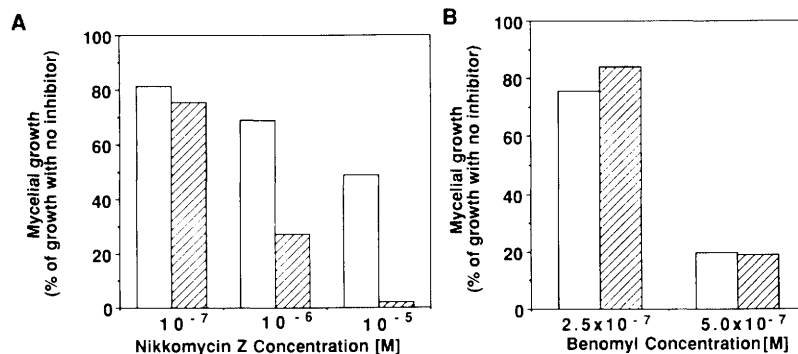 A
Mycelial growth
(% of growth with no inhibitor)
100
80
60
40
20
0
10 -7
10 -6
10 -5
Nikkomycin Z Concentration [M]
B
Mycelial growth
(% of growth with no inhibitor)
100
80
60
40
20
0
2.5x10 -7
5.0x10 -7
Benomyl Concentration[M]